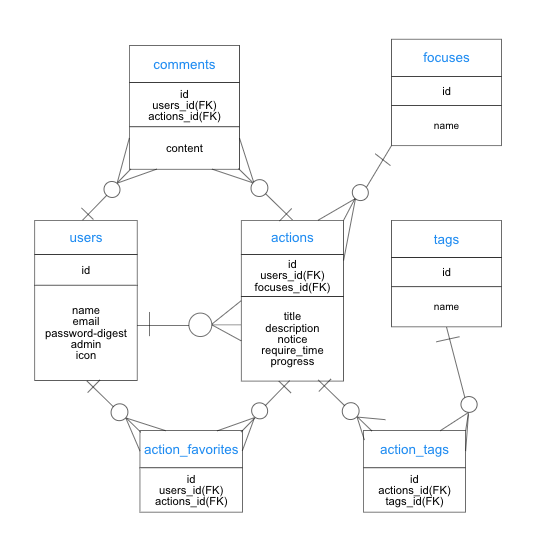 comments
id
users_id(FK)
actions_id(FK)
content
focuses
id
name
users
id
name
email
password-digest
admin
icon
actions
id
users_id(FK)
focuses_id(FK)
title
description
notice
require_time
progress
tags
id
name
action_favorites
id
users_id(FK)
actions_id(FK)
action_tags
id
actions_id(FK)
tags_id(FK)